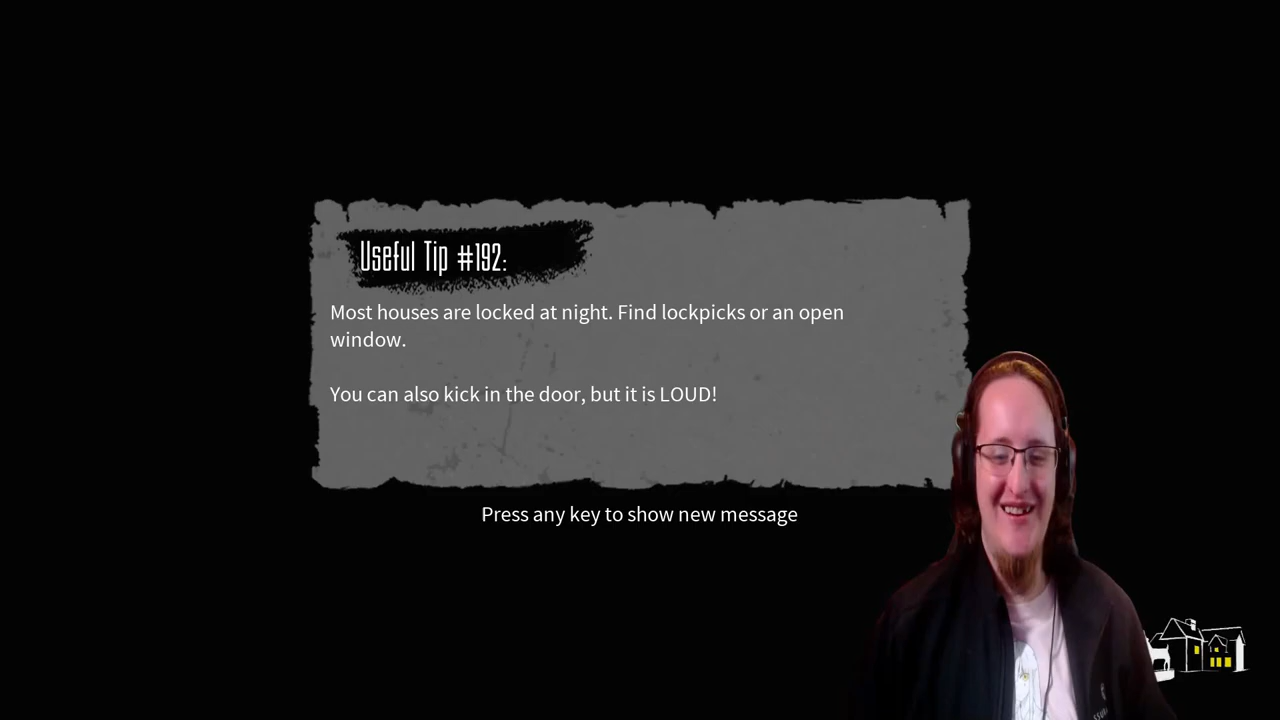 Useful Tip #192:
Most houses are locked at night. Find lockpicks or an open
window.
You can also kick in the door, but it is LOUD!
Press any key to show new message